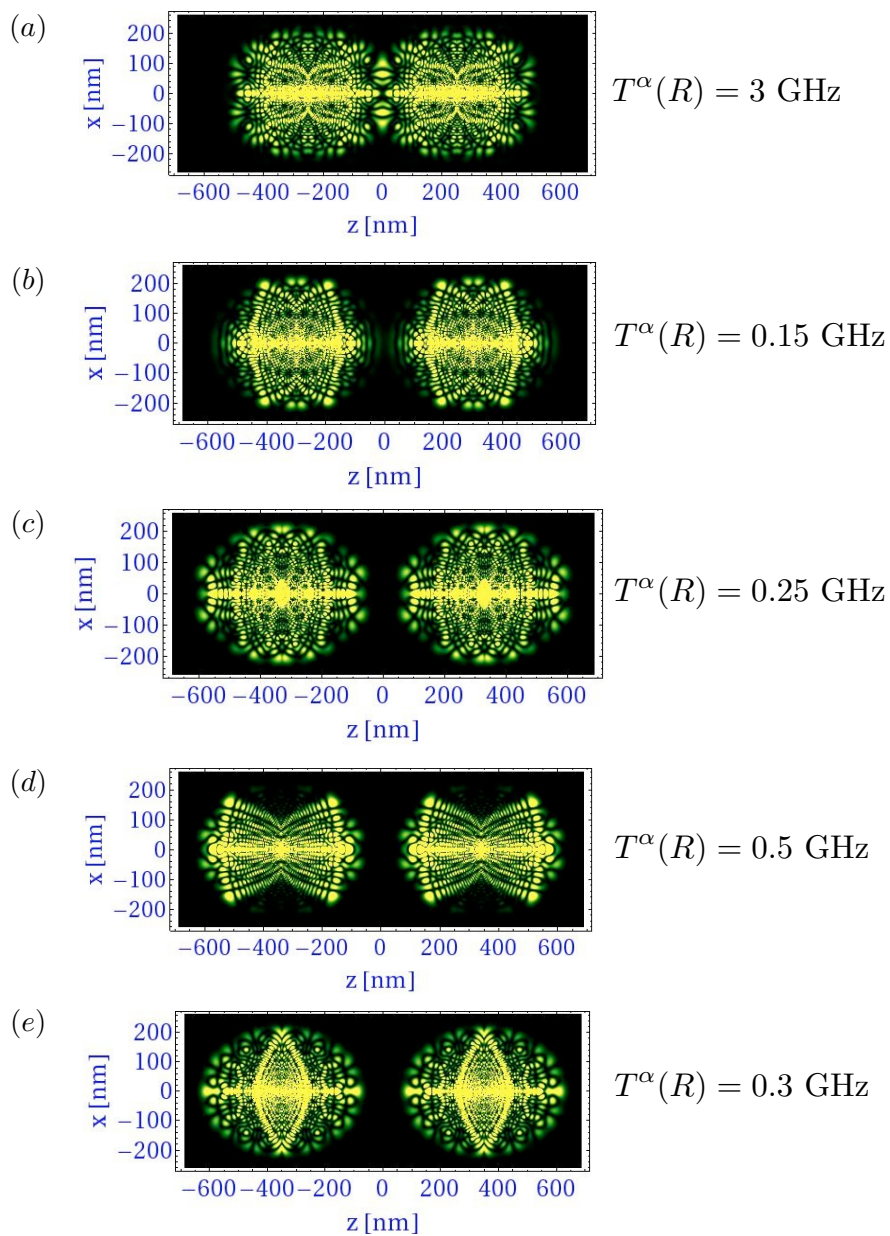 (a)
200
100
0
−100
−200
x [nm]
−600 −400 −200 0 200 400 600
z [nm]
T^α(R) = 3 GHz
(b)
200
100
0
−100
−200
x [nm]
−600 −400 −200 0 200 400 600
z [nm]
T^α(R) = 0.15 GHz
(c)
200
100
0
−100
−200
x [nm]
−600 −400 −200 0 200 400 600
z [nm]
T^α(R) = 0.25 GHz
(d)
200
100
0
−100
−200
x [nm]
−600 −400 −200 0 200 400 600
z [nm]
T^α(R) = 0.5 GHz
(e)
200
100
0
−100
−200
x [nm]
−600 −400 −200 0 200 400 600
z [nm]
T^α(R) = 0.3 GHz